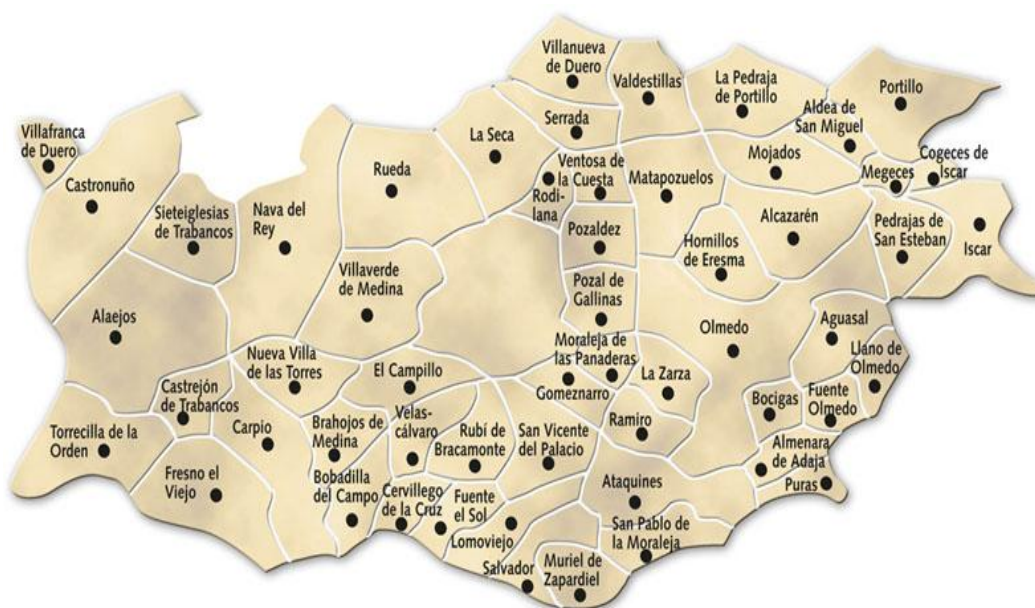 Villanueva
de Duero
Valdestillas
La Pedraja
de Portillo
Portillo
Aldea de
San Miguel
Villafranca
de Duero
Serrada
La Seca
Castronuño
Rueda
Ventosa de
la
Cuesta
Rodi-
lana
Matapozuelos
Mojados
Megeces
Cogeces de
Iscar
Sieteiglesias
de Trabancos
Nava del
Rey
Pozaldez
Alcazarén
Hornillos
de Eresma
Pedrajas de
San Esteban
Iscar
Villaverde
de Medina
Pozal de
Gallinas
Alaejos
Olmedo
Aguasal
Llano de
Olmedo
Moraleja de
las Panaderas
Nueva Villa
de las Torres
El Campillo
Gomeznarro
La Zarza
Bocigas
Fuente
Olmedo
Castrejón
de Trabancos
Torrecilla de la
Orden
Carpio
Brahojos de
Medina
Velas-
cálvaro
Rubí de
Bracamonte
San Vicente
del Palacio
Ramiro
Almenara
de Adaja
Puras
Fresno el
Viejo
Bobadilla
del Campo
Cervillego
de la Cruz
Fuente
el Sol
Lomoviejo
Ataquines
San Pablo de
la Moraleja
Salvador
Muriel de
Zapardiel